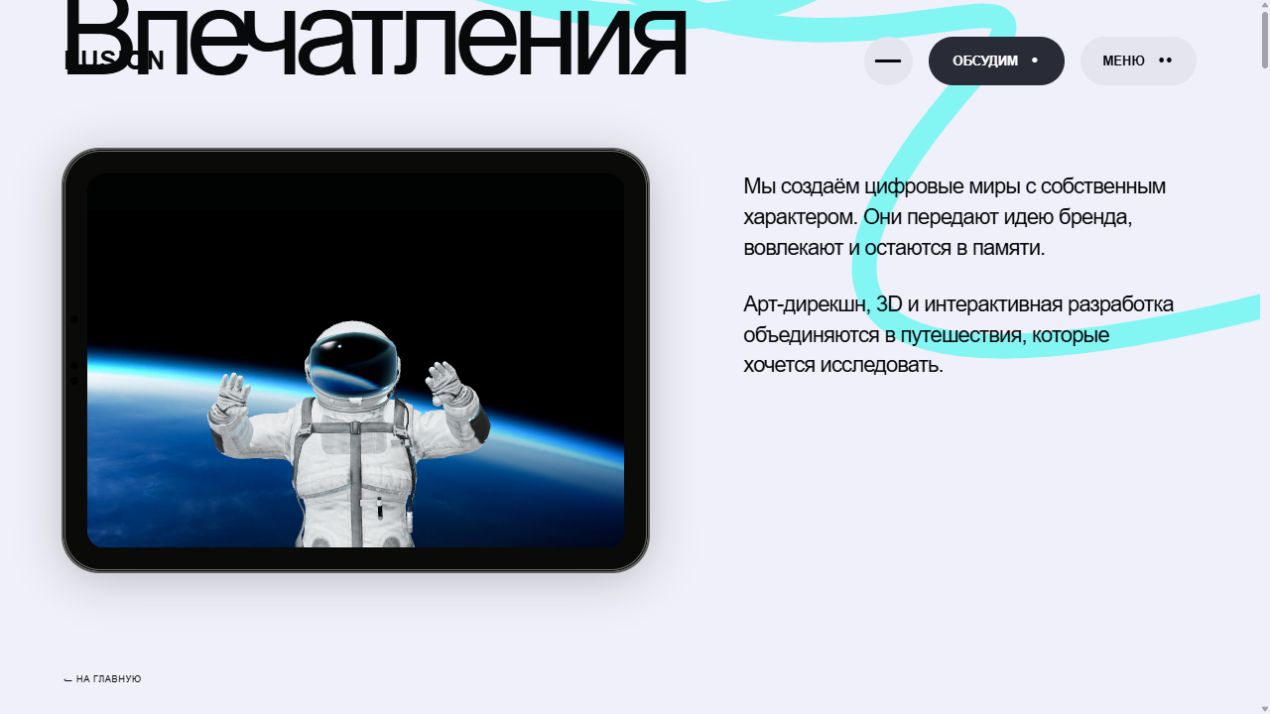 Впечатления
FUSION
ОБСУДИМ
МЕНЮ
Мы создаём цифровые миры с собственным
характером. Они передают идею бренда,
вовлекают и остаются в памяти.
Арт-дирекшн, 3D и интерактивная разработка
объединяются в путешествия, которые
хочется исследовать.
НА ГЛАВНУЮ